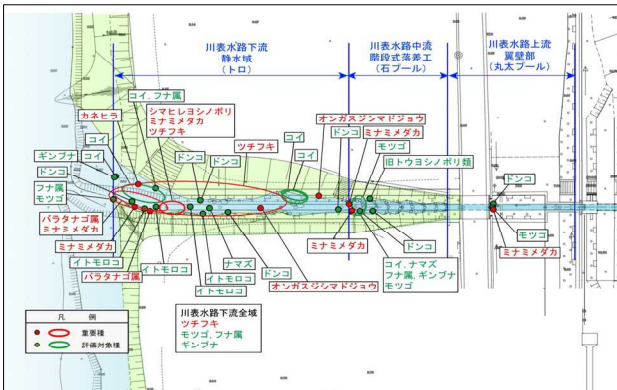 川表水路下流
静水域
(トロ)
川表水路中流
階段式落差工
(石プール)
川表水路上流
翼壁部
(丸太プール)
コイ, フナ属
カネヒラ
シマヒレヨシノボリ
ミナミメダカ
ツチフキ
コイ
ギンブナ
コイ
ドンコ
フナ属
モツゴ
バラタナゴ属
ミナミメダカ
ミナミメダカ
イトモロコ
バラタナゴ属
イトモロコ
ドンコ
ドンコ
ツチフキ
コイ
コイ
オンガスジシマドジョウ
ドンコ
ミナミメダカ
モツゴ
旧トウヨシノボリ類
ドンコ
モツゴ
ミナミメダカ
ナマズ
イトモロコ
イトモロコ
ドンコ
オンガスジシマドジョウ
ミナミメダカ
ドンコ
コイ, ナマズ
フナ属, ギンブナ
モツゴ
川表水路下流全域
ツチフキ
モツゴ, フナ属
ギンブナ
凡 例
重要種
評価対象種